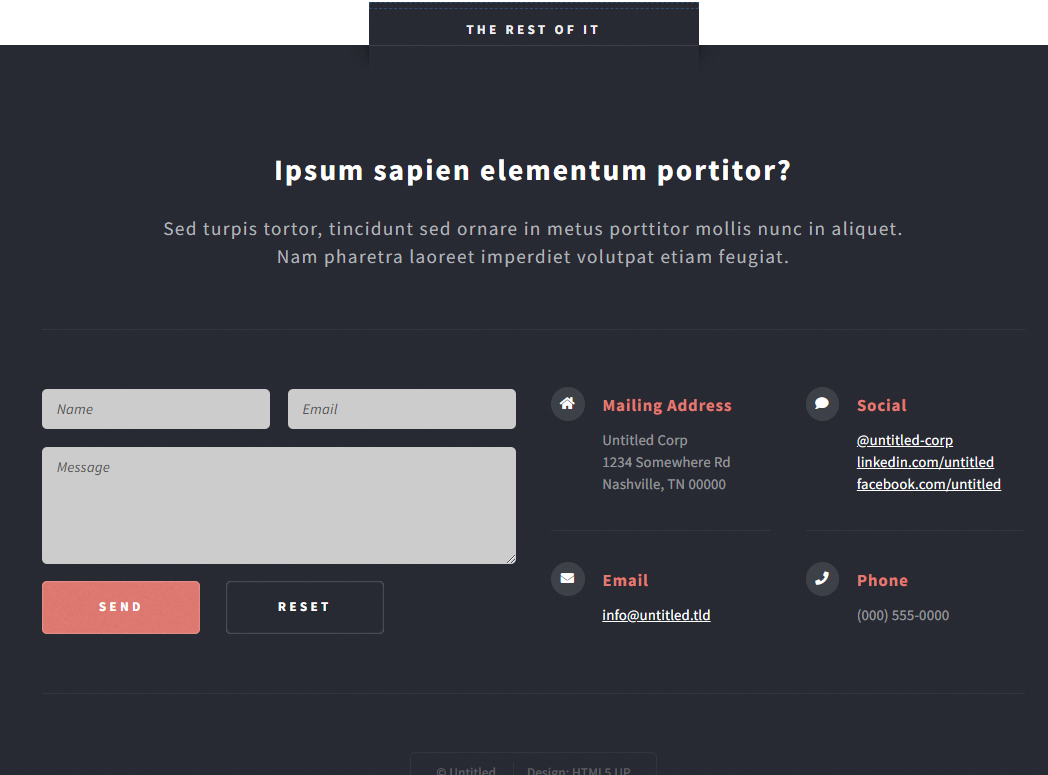 THE REST OF IT
Ipsum sapien elementum portitor?
Sed turpis tortor, tincidunt sed ornare in metus porttitor mollis nunc in aliquet.
Nam pharetra laoreet imperdiet volutpat etiam feugiat.
Name
Email
Message
SEND
RESET
Mailing Address
Untitled Corp
1234 Somewhere Rd
Nashville, TN 00000
Social
@untitled-corp
linkedin.com/untitled
facebook.com/untitled
Email
info@untitled.tld
Phone
(000) 555-0000
© Untitled
Design: HTML5 UP